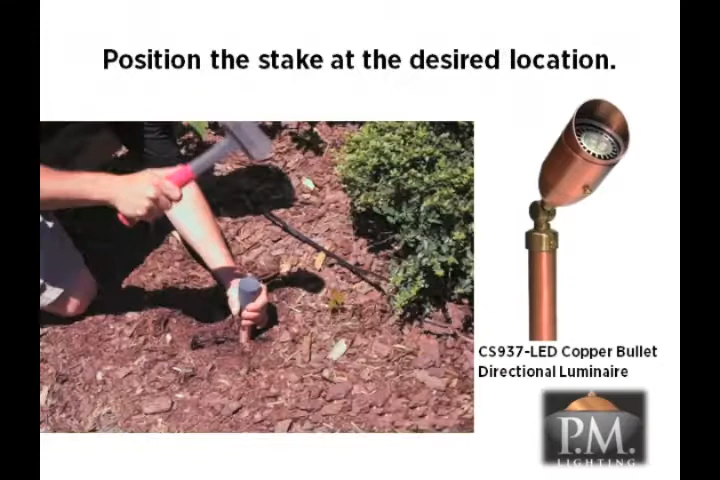 Position the stake at the desired location.
CS937-LED Copper Bullet
Directional Luminaire
P.M.
LIGHTING